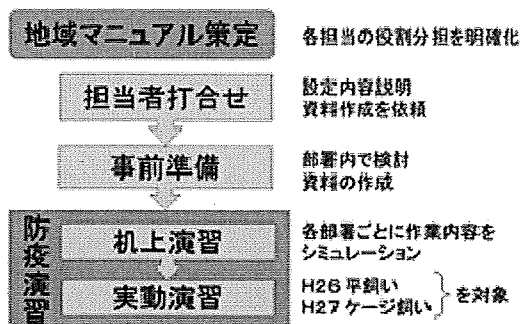 地域マニュアル策定
各担当の役割分担を明確化
担当者打合せ
設定内容説明
資料作成を依頼
事前準備
部署内で検討
資料の作成
防疫演習
机上演習
各部署ごとに作業内容を
シミュレーション
実動演習
H26 平飼い
H27 ケージ飼い
を対象